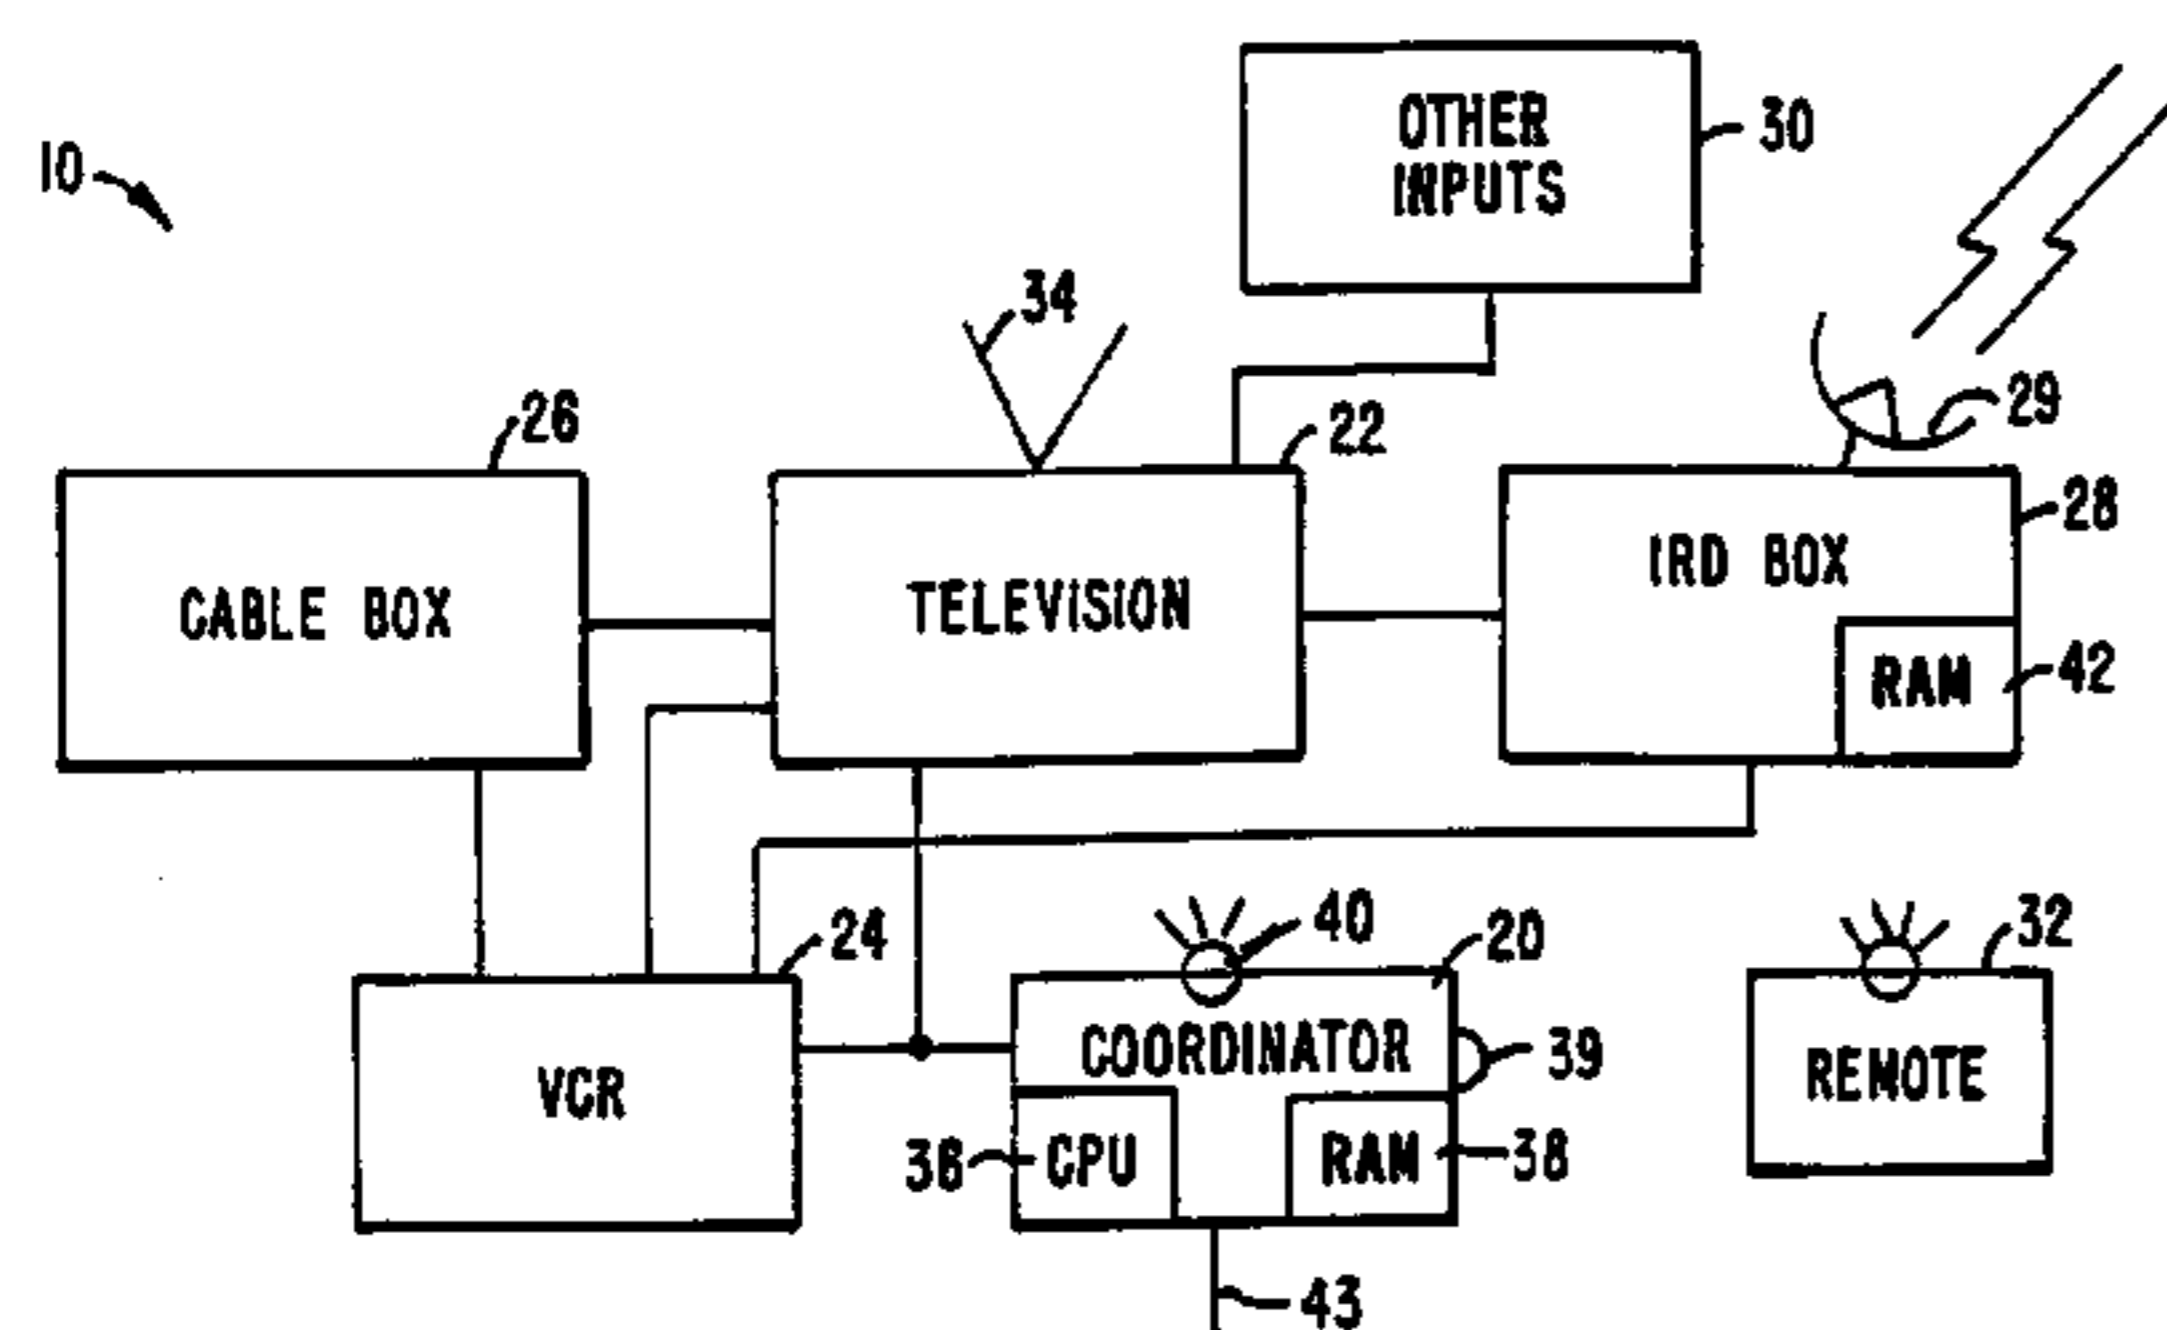 10
OTHER
INPUTS
30
34
26
22
29
28
CABLE BOX
TELEVISION
IRD BOX
RAM
42
24
40
20
32
VCR
COORDINATOR
39
REMOTE
36
CPU
RAM
38
43